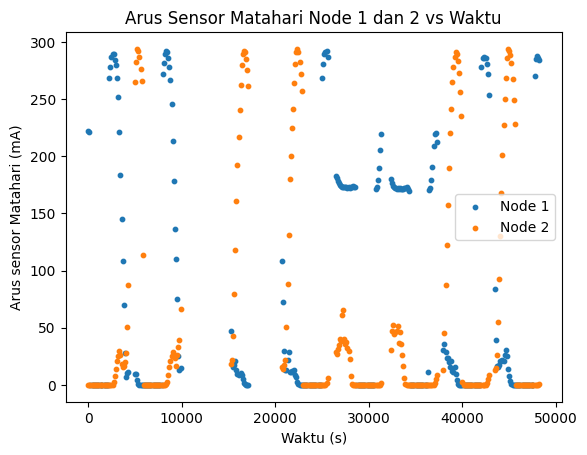 Arus Sensor Matahari Node 1 dan 2 vs Waktu
Arus sensor Matahari (mA)
300
250
200
150
100
50
0
Node 1
Node 2
0
10000
20000
30000
40000
50000
Waktu (s)